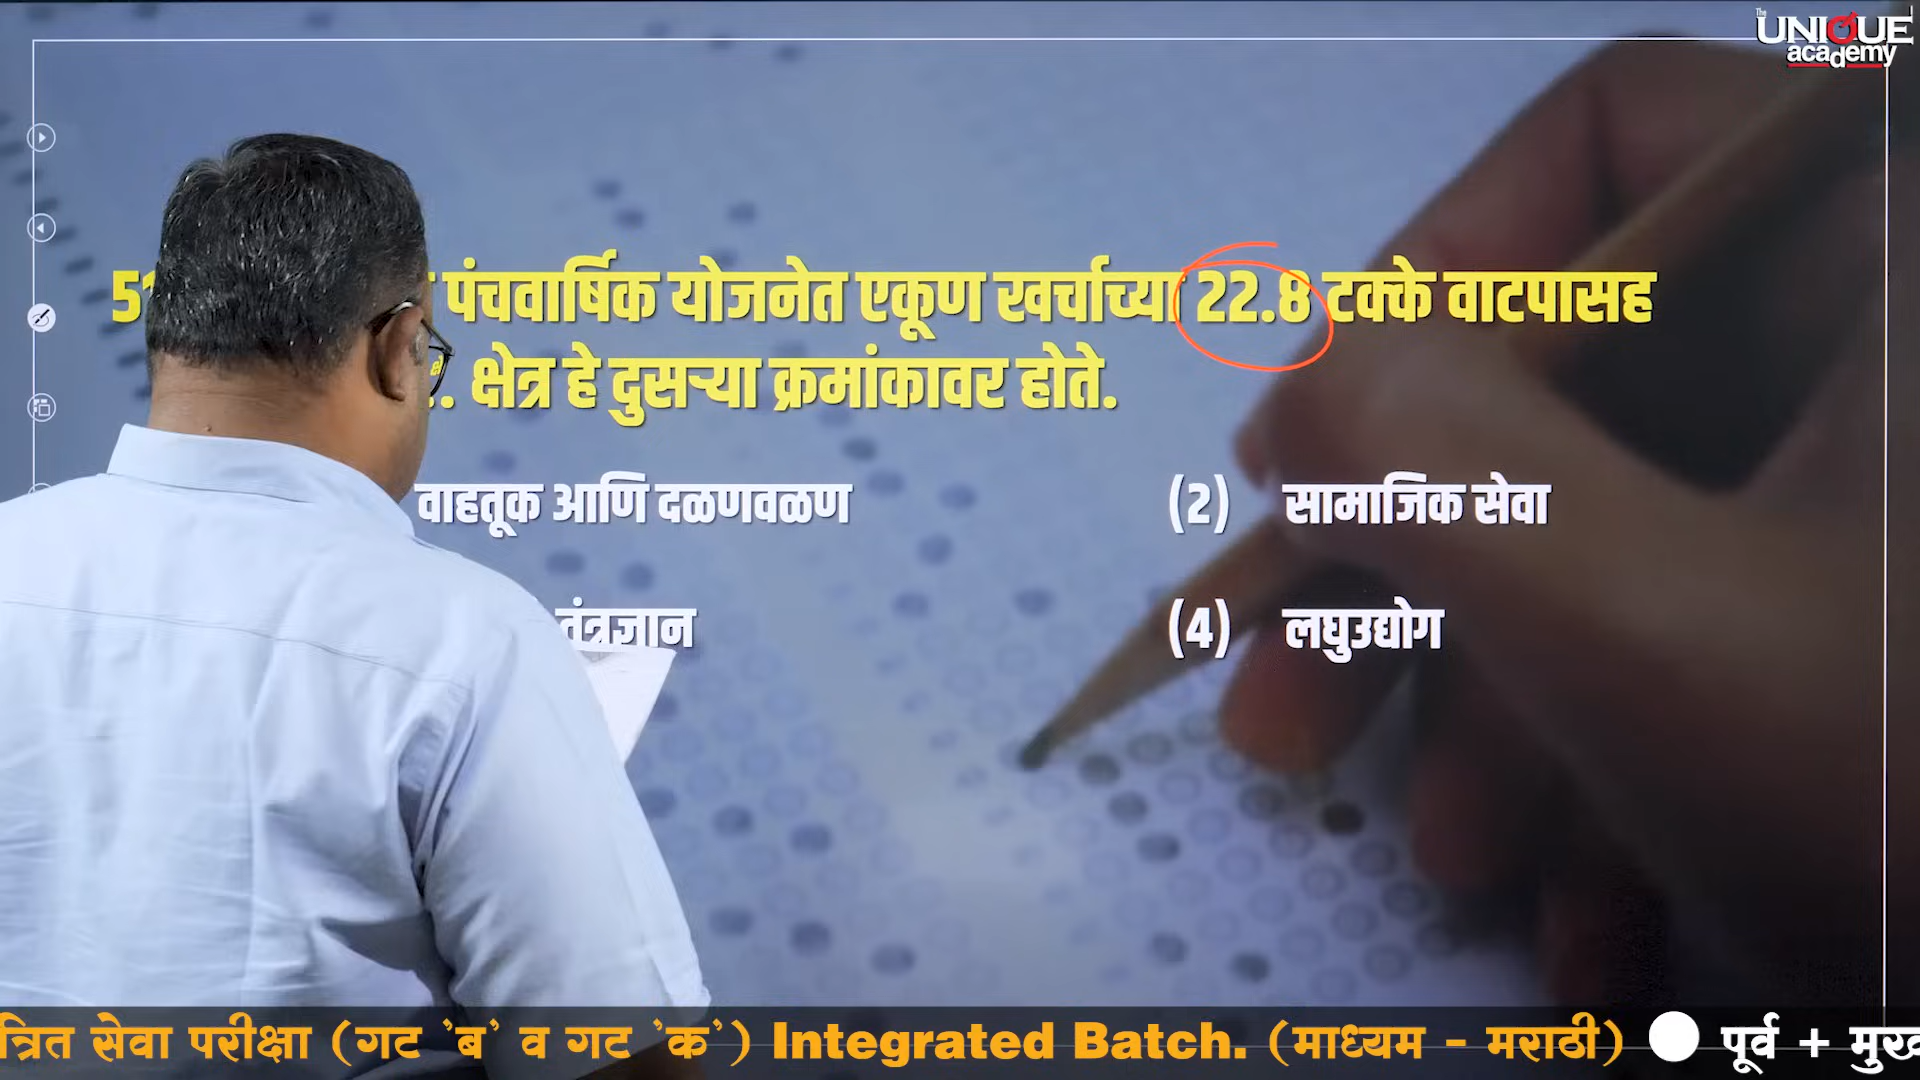 The UNIQUE academy
पंचवार्षिक योजनेत एकूण खर्चाच्या 22.8 टक्के वाटपासह
क्षेत्र हे दुसऱ्या क्रमांकावर होते.
वाहतूक आणि दळणवळण (2) सामाजिक सेवा
तंत्रज्ञान (4) लघुउद्योग
त्रित सेवा परीक्षा (गट 'ब' व गट 'क') Integrated Batch. (माध्यम - मराठी) पूर्व + मुख्य